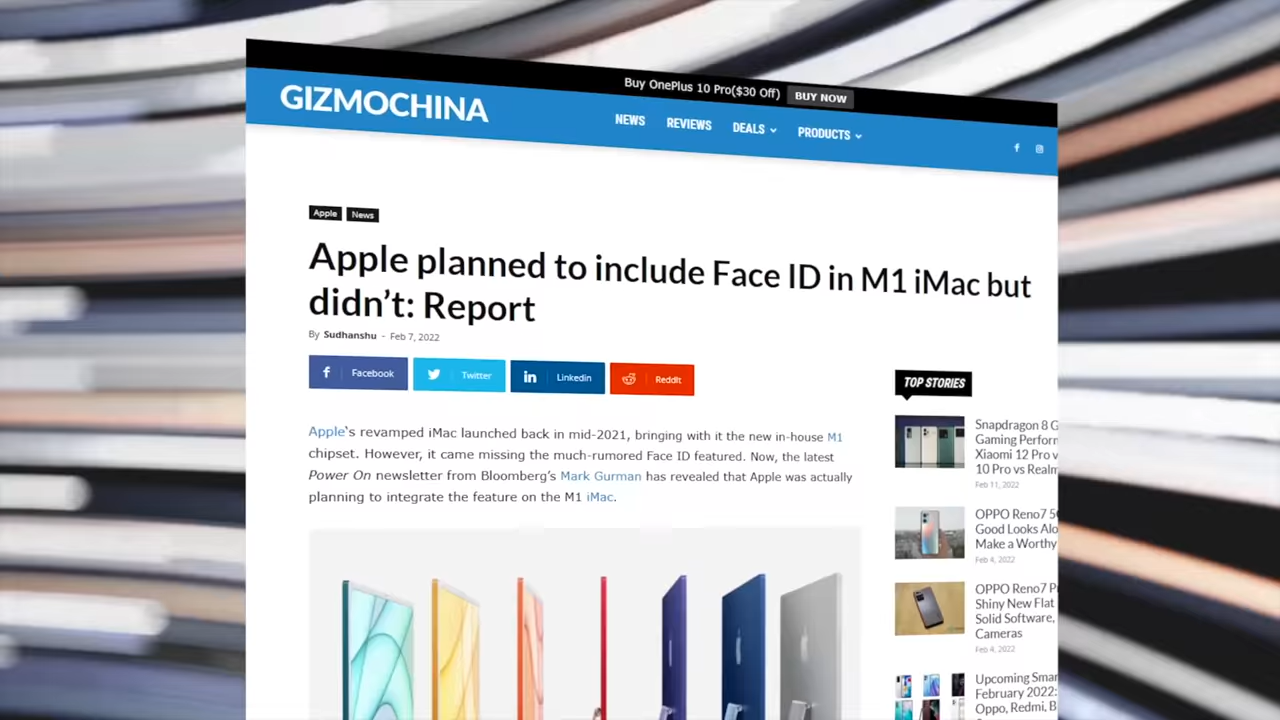 Buy OnePlus 10 Pro($30 Off) BUY NOW
GIZMOCHINA
NEWS REVIEWS DEALS PRODUCTS
Apple News
Apple planned to include Face ID in M1 iMac but
didn't: Report
By Sudhanshu - Feb 7, 2022
Facebook Twitter Linkedin ReddIt
Apple‘s revamped iMac launched back in mid-2021, bringing with it the new in-house M1
chipset. However, it came missing the much-rumored Face ID featured. Now, the latest
Power On newsletter from Bloomberg’s Mark Gurman has revealed that Apple was actually
planning to integrate the feature on the M1 iMac.
TOP STORIES
Snapdragon 8 G
Gaming Perforn
Xiaomi 12 Pro v
10 Pro vs Realm
Feb 11, 2022
OPPO Reno7 5G
Good Looks Alo
Make a Worthy
Feb 4, 2022
OPPO Reno7 P
Shiny New Flat
Solid Software,
Cameras
Feb 4, 2022
Upcoming Smar
February 2022:
Oppo, Redmi, B